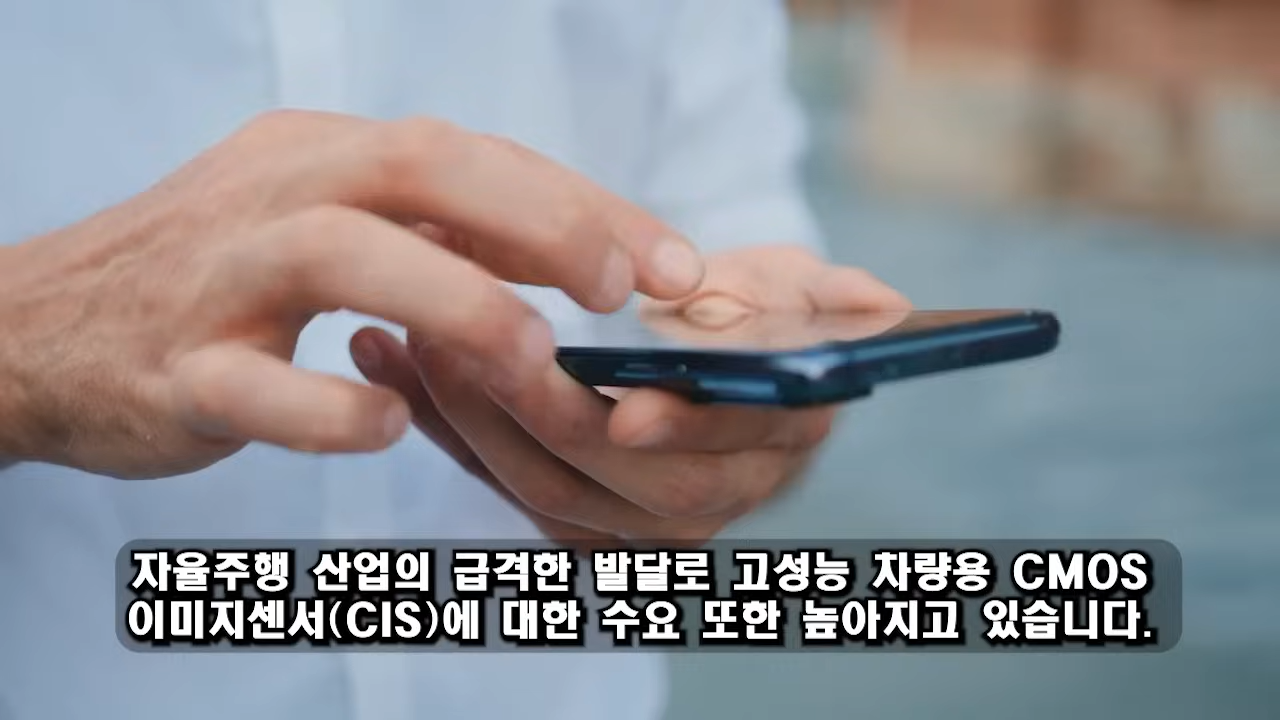 자율주행 산업의 급격한 발달로 고성능 차량용 CMOS
이미지센서(CIS)에 대한 수요 또한 높아지고 있습니다.